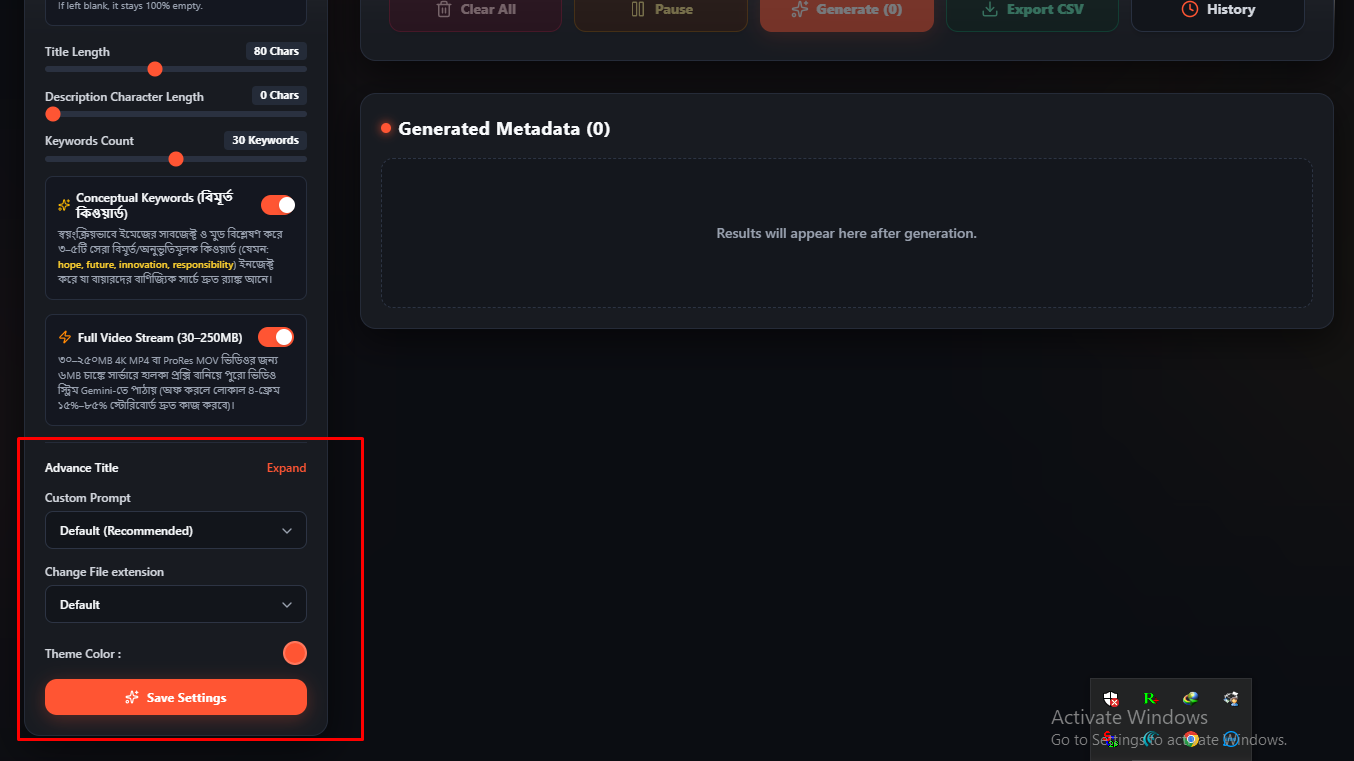 If left blank, it stays 100% empty.
Clear All
Pause
Generate (0)
Export CSV
History
Title Length
80 Chars
Description Character Length
0 Chars
Keywords Count
30 Keywords
Conceptual Keywords (বিমূর্ত
কিওয়ার্ড)
স্বয়ংক্রিয়ভাবে ইমেজের সাবজেক্ট ও মুড বিশ্লেষণ করে
৩–৫টি সেরা বিমূর্ত/অনুভূতিমূলক কিওয়ার্ড (যেমন:
hope, future, innovation, responsibility) ইনজেক্ট
করে যা বায়ারদের বাণিজ্যিক সার্চে দ্রুত র‍্যাঙ্ক আনে।
Full Video Stream (30–250MB)
৩০–২৫০MB 4K MP4 বা ProRes MOV ভিডিওর জন্য
৬MB চাঙ্কে সার্ভারে হালকা প্রক্সি বানিয়ে পুরো ভিডিও
স্ট্রিম Gemini-তে পাঠায় (অফ করলে লোকাল ৪-ফ্রেম
১৫%–৮৫% স্টোরিবোর্ড দ্রুত কাজ করবে)।
Advance Title
Expand
Custom Prompt
Default (Recommended)
Change File extension
Default
Theme Color :
Save Settings
Generated Metadata (0)
Results will appear here after generation.
Activate Windows
Go to Settings to activate Windows.